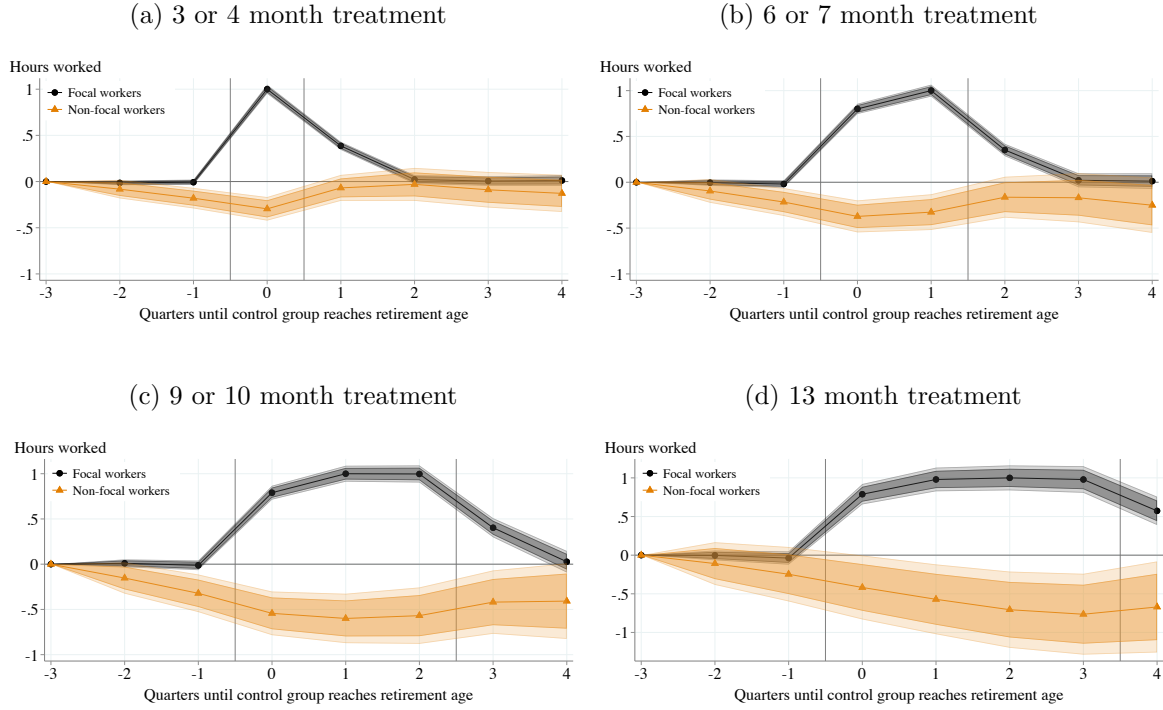 (a) 3 or 4 month treatment
Hours worked
Focal workers
Non-focal workers
1
.5
0
-.5
-1
-3 -2 -1 0 1 2 3 4
Quarters until control group reaches retirement age
(b) 6 or 7 month treatment
Hours worked
Focal workers
Non-focal workers
1
.5
0
-.5
-1
-3 -2 -1 0 1 2 3 4
Quarters until control group reaches retirement age
(c) 9 or 10 month treatment
Hours worked
Focal workers
Non-focal workers
1
.5
0
-.5
-1
-3 -2 -1 0 1 2 3 4
Quarters until control group reaches retirement age
(d) 13 month treatment
Hours worked
Focal workers
Non-focal workers
1
.5
0
-.5
-1
-3 -2 -1 0 1 2 3 4
Quarters until control group reaches retirement age